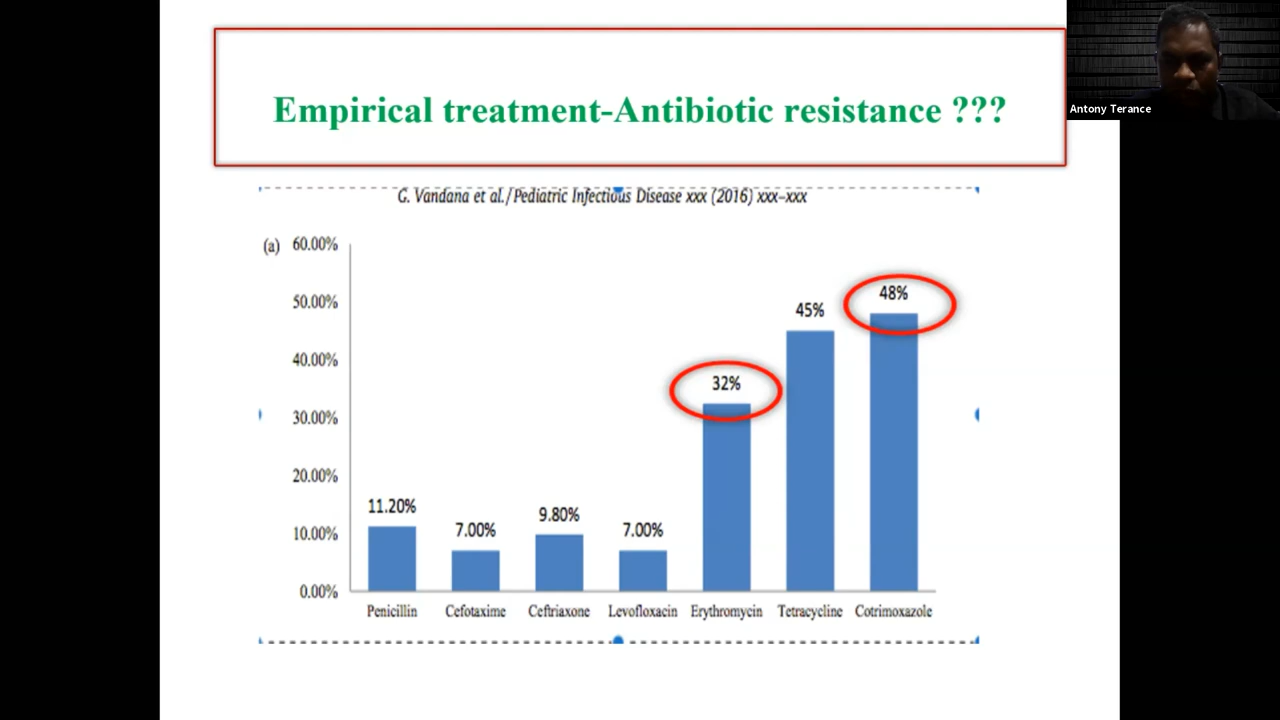 Empirical treatment-Antibiotic resistance ???
Antony Terance
G. Vandana et al./Pediatric Infectious Disease xxx (2016) xxx–xxx
(a)
60.00%
50.00%
40.00%
30.00%
20.00%
10.00%
0.00%
11.20%
7.00%
9.80%
7.00%
32%
45%
48%
Penicillin
Cefotaxime
Ceftriaxone
Levofloxacin
Erythromycin
Tetracycline
Cotrimoxazole